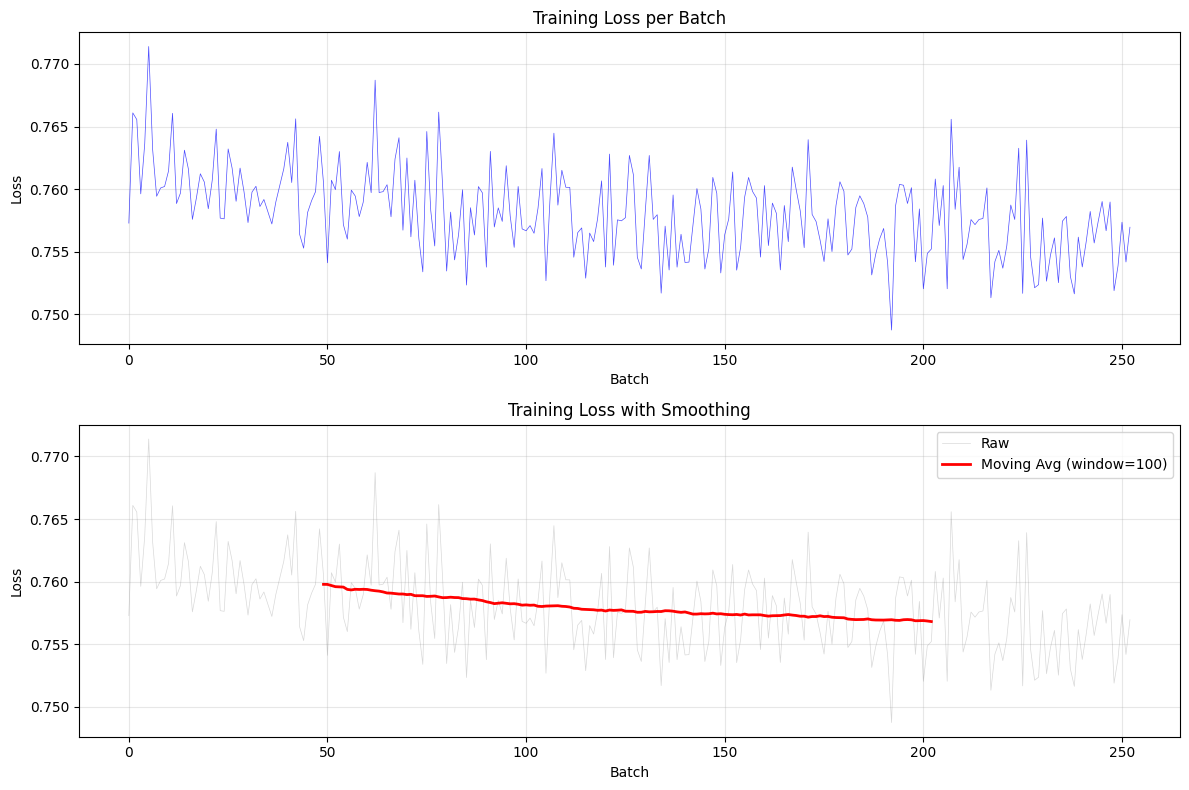 Training Loss per Batch
0.770
0.765
0.760
0.755
0.750
Loss
0
50
100
150
200
250
Batch
Training Loss with Smoothing
Raw
Moving Avg (window=100)
0.770
0.765
0.760
0.755
0.750
Loss
0
50
100
150
200
250
Batch